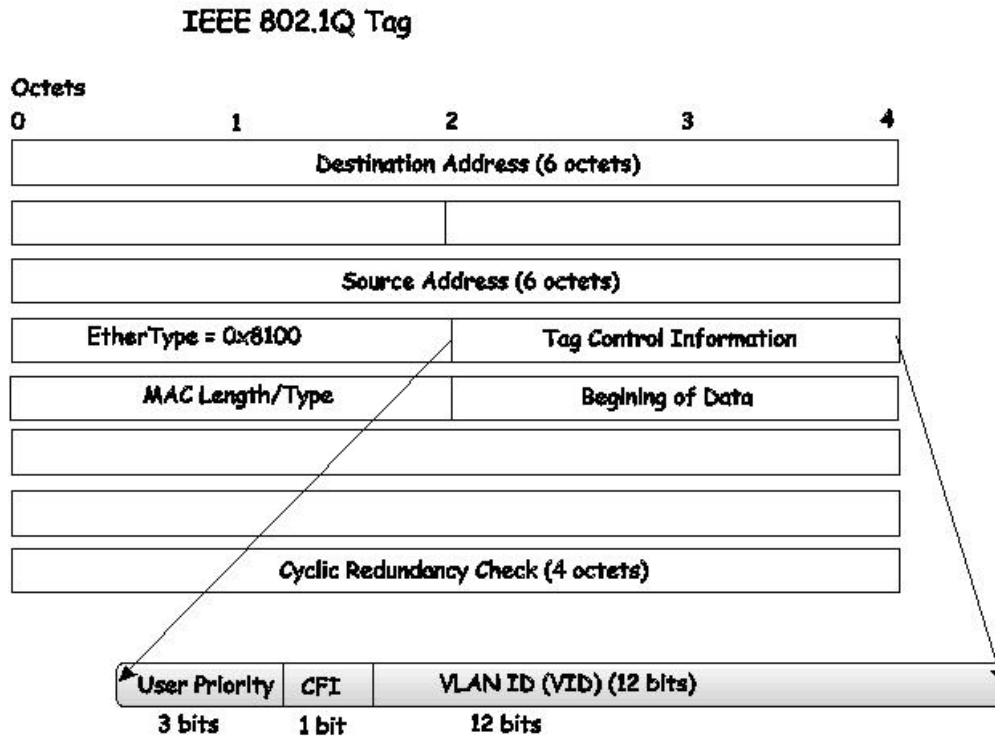 IEEE 802.1Q Tag
Octets
0 1 2 3 4
Destination Address (6 octets)
Source Address (6 octets)
EtherType = 0x8100 Tag Control Information
MAC Length/Type Begining of Data
Cyclic Redundancy Check (4 octets)
User Priority CFI VLAN ID (VID) (12 bits)
3 bits 1 bit 12 bits